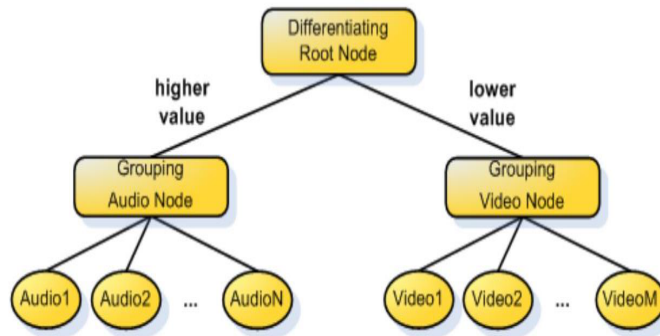 Differentiating
Root Node
higher
value
lower
value
Grouping
Audio Node
Grouping
Video Node
Audio1
Audio2
...
AudioN
Video1
Video2
...
VideoM